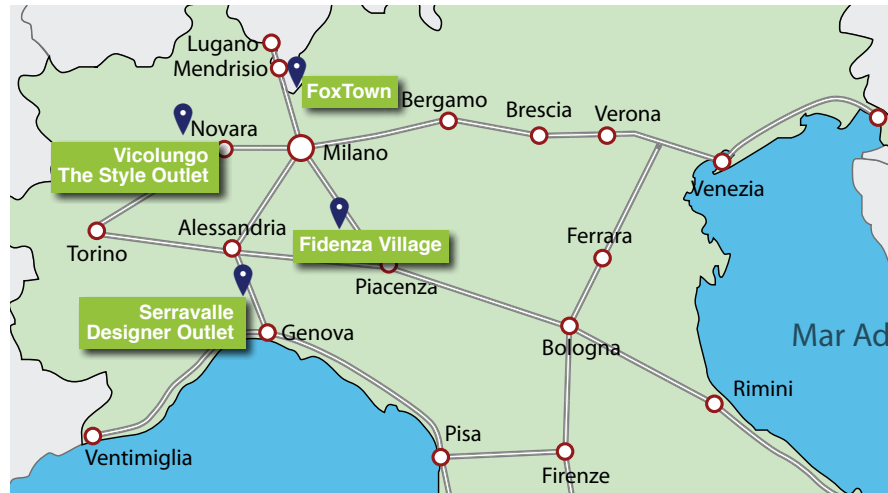 Lugano
Mendrisio
FoxTown
Bergamo
Brescia
Verona
Novara
Milano
Vicolungo
The Style Outlet
Venezia
Alessandria
Torino
Fidenza Village
Ferrara
Piacenza
Serravalle
Designer Outlet
Genova
Bologna
Mar Ad
Rimini
Pisa
Ventimiglia
Firenze